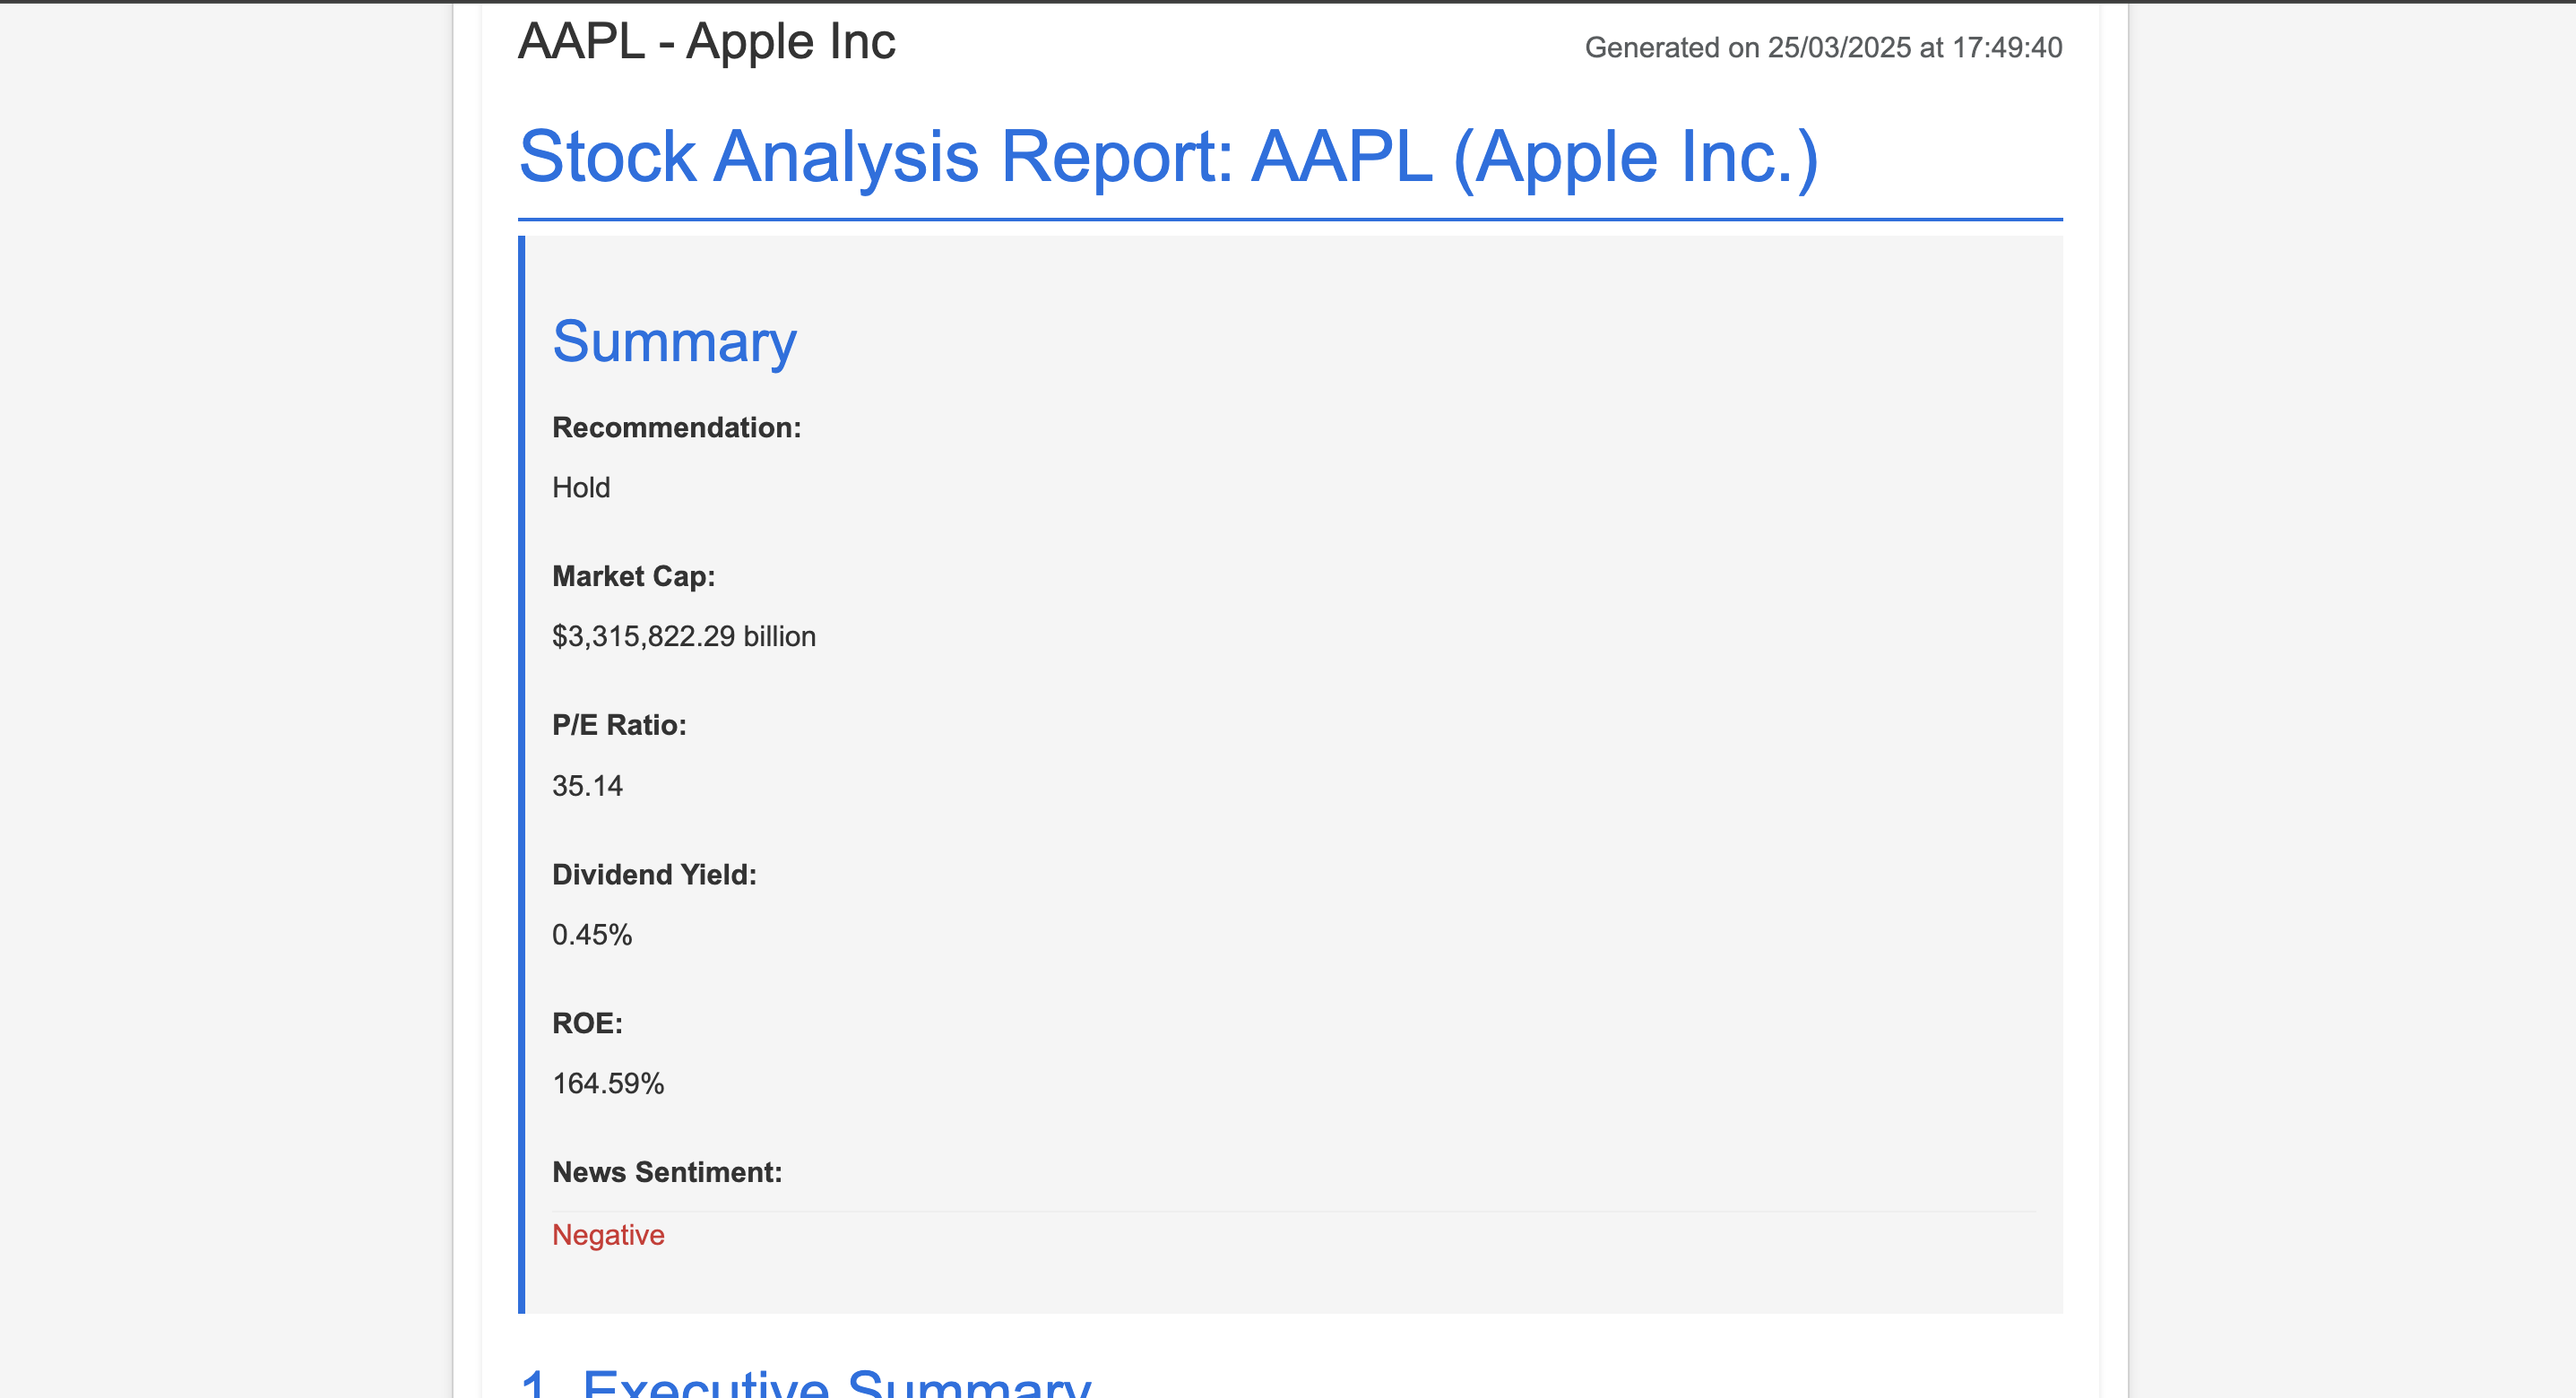 AAPL - Apple Inc
Generated on 25/03/2025 at 17:49:40
Stock Analysis Report: AAPL (Apple Inc.)
Summary
Recommendation:
Hold
Market Cap:
$3,315,822.29 billion
P/E Ratio:
35.14
Dividend Yield:
0.45%
ROE:
164.59%
News Sentiment:
Negative
1. Executive Summary